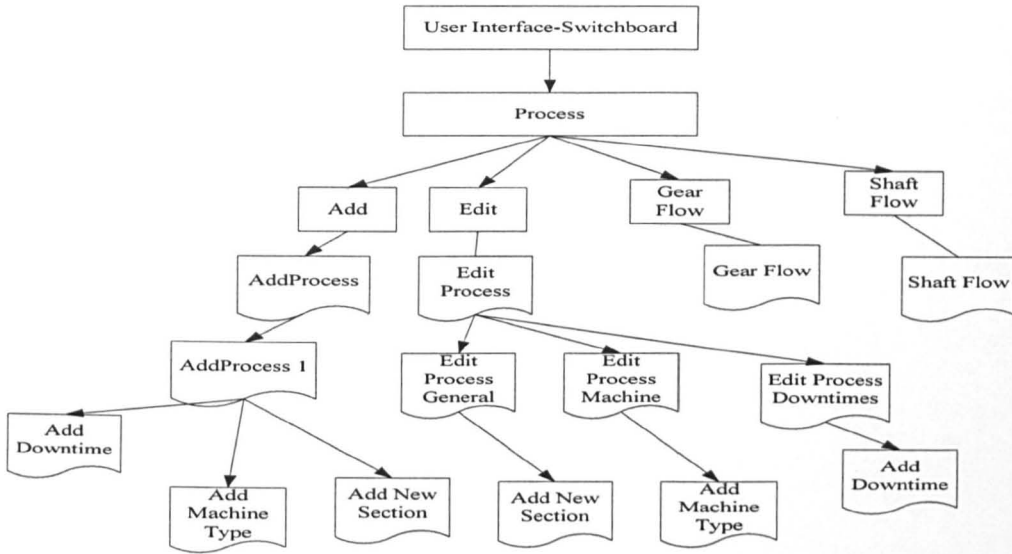 User Interface-Switchboard
Process
Add
Edit
Gear
Flow
Shaft
Flow
AddProcess
Edit
Process
Gear Flow
Shaft Flow
AddProcess 1
Edit
Process
General
Edit
Process
Machine
Edit Process
Downtimes
Add
Downtime
Add
Machine
Type
Add New
Section
Add New
Section
Add
Machine
Type
Add
Downtime